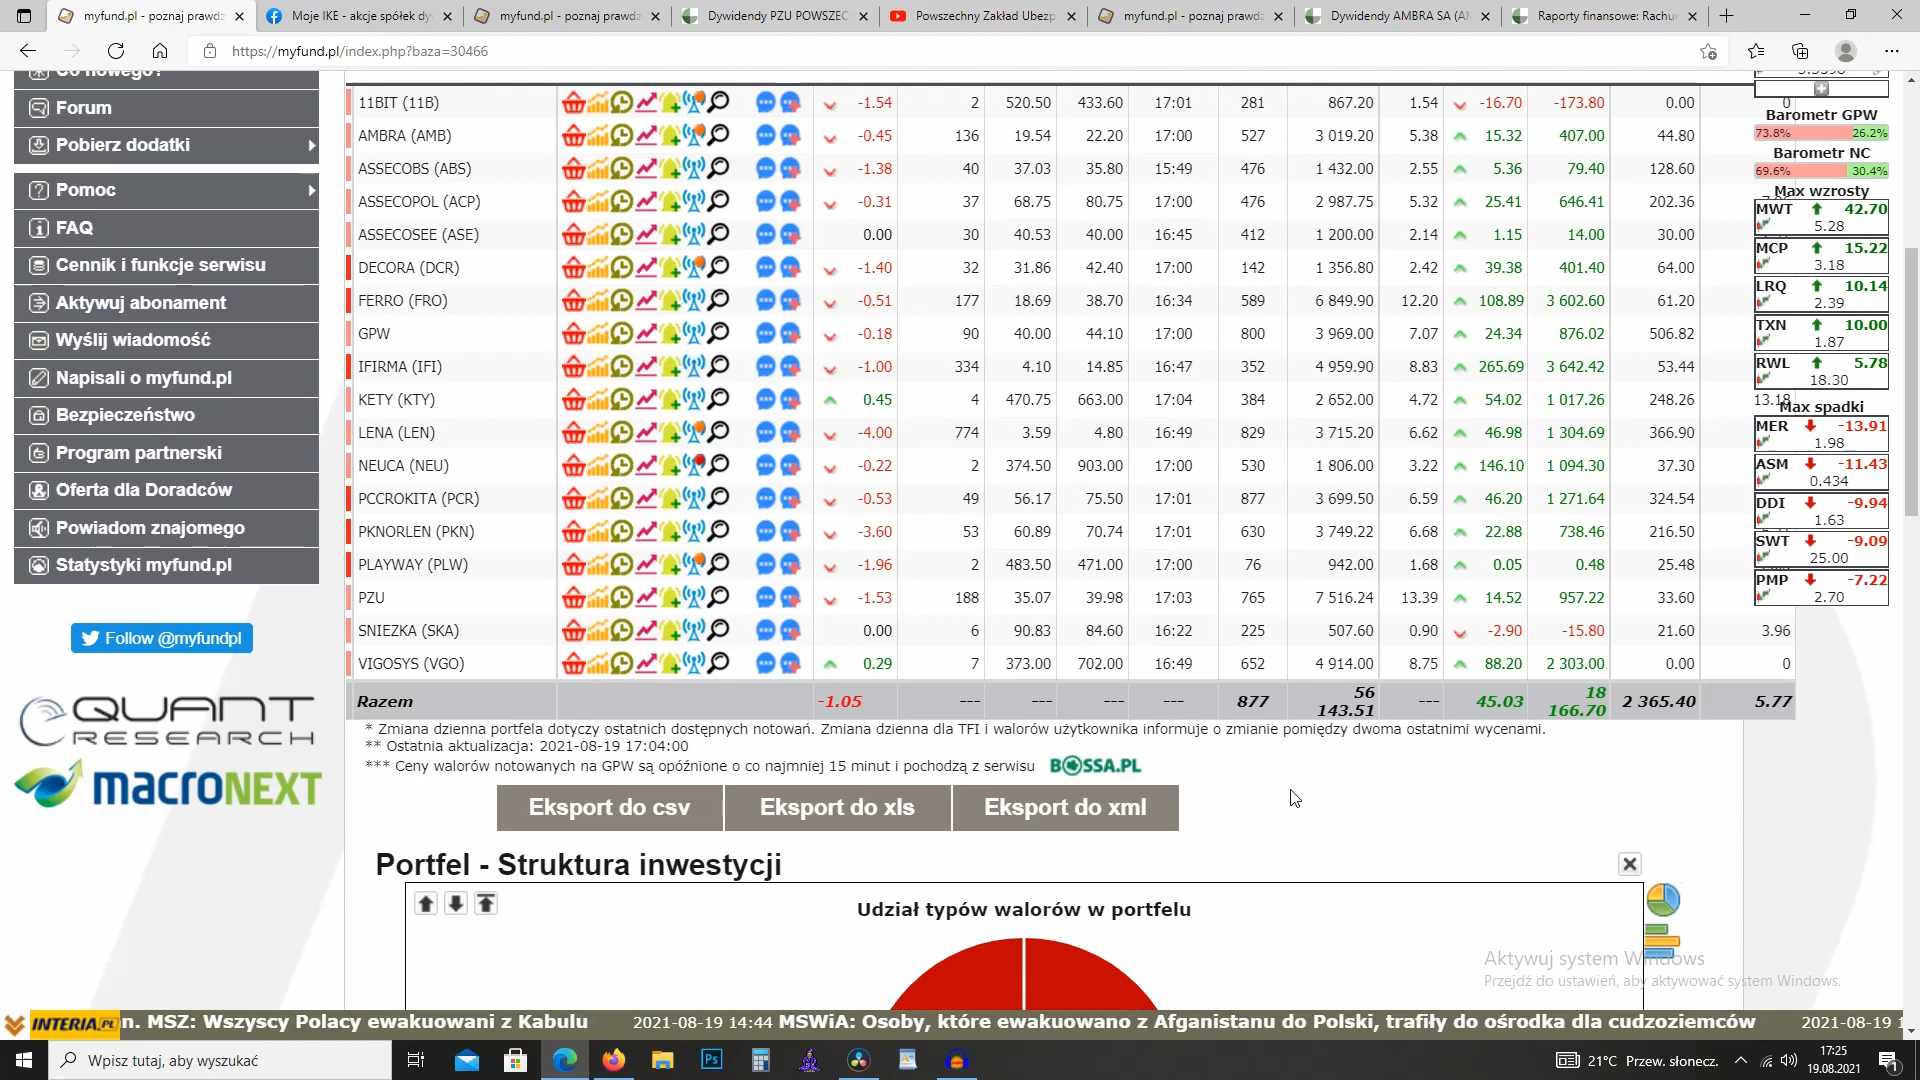 myfund.pl - poznaj prawdz
Moje IKE - akcje spółek dy
myfund.pl - poznaj prawdz
Dywidendy PZU POWSZEC
Powszechny Zakład Ubezp
myfund.pl - poznaj prawdz
Dywidendy AMBRA SA (AM
Raporty finansowe: Rachu
https://myfund.pl/index.php?baza=30466
Co nowego?
Forum
Pobierz dodatki
Pomoc
FAQ
Cennik i funkcje serwisu
Aktywuj abonament
Wyślij wiadomość
Napisali o myfund.pl
Bezpieczeństwo
Program partnerski
Oferta dla Doradców
Powiadom znajomego
Statystyki myfund.pl
Follow @myfundpl
QUANT
RESEARCH
macroNEXT
11BIT (11B) -1.54 2 520.50 433.60 17:01 281 867.20 1.54 -16.70 -173.80 0.00 0
AMBRA (AMB) -0.45 136 19.54 22.20 17:00 527 3 019.20 5.38 15.32 407.00 44.80
ASSECOBS (ABS) -1.38 40 37.03 35.80 15:49 476 1 432.00 2.55 5.36 79.40 128.60
ASSECOPOL (ACP) -0.31 37 68.75 80.75 17:00 476 2 987.75 5.32 25.41 646.41 202.36
ASSECOSEE (ASE) 0.00 30 40.53 40.00 16:45 412 1 200.00 2.14 1.15 14.00 30.00
DECORA (DCR) -1.40 32 31.86 42.40 17:00 142 1 356.80 2.42 39.38 401.40 64.00
FERRO (FRO) -0.51 177 18.69 38.70 16:34 589 6 849.90 12.20 108.89 3 602.60 61.20
GPW -0.18 90 40.00 44.10 17:00 800 3 969.00 7.07 24.34 876.02 506.82
IFIRMA (IFI) -1.00 334 4.10 14.85 16:47 352 4 959.90 8.83 265.69 3 642.42 53.44
KETY (KTY) 0.45 4 470.75 663.00 17:04 384 2 652.00 4.72 54.02 1 017.26 248.26 13.18
LENA (LEN) -4.00 774 3.59 4.80 16:49 829 3 715.20 6.62 46.98 1 304.69 366.90
NEUCA (NEU) -0.22 2 374.50 903.00 17:00 530 1 806.00 3.22 146.10 1 094.30 37.30
PCCROKITA (PCR) -0.53 49 56.17 75.50 17:01 877 3 699.50 6.59 46.20 1 271.64 324.54
PKNORLEN (PKN) -3.60 53 60.89 70.74 17:01 630 3 749.22 6.68 22.88 738.46 216.50
PLAYWAY (PLW) -1.96 2 483.50 471.00 17:00 76 942.00 1.68 0.05 0.48 25.48
PZU -1.53 188 35.07 39.98 17:03 765 7 516.24 13.39 14.52 957.22 33.60
SNIEZKA (SKA) 0.00 6 90.83 84.60 16:22 225 507.60 0.90 -2.90 -15.80 21.60 3.96
VIGOSYS (VGO) 0.29 7 373.00 702.00 16:49 652 4 914.00 8.75 88.20 2 303.00 0.00 0
Razem -1.05 --- --- --- --- 877 56 143.51 --- 45.03 18 166.70 2 365.40 5.77
* Zmiana dzienna portfela dotyczy ostatnich dostępnych notowań. Zmiana dzienna dla TFI i walorów użytkownika informuje o zmianie pomiędzy dwoma ostatnimi wycenami.
** Ostatnia aktualizacja: 2021-08-19 17:04:00
*** Ceny walorów notowanych na GPW są opóźnione o co najmniej 15 minut i pochodzą z serwisu BOSSA.PL
Eksport do csv
Eksport do xls
Eksport do xml
Portfel - Struktura inwestycji
Udział typów walorów w portfelu
Barometr GPW
73.8% 26.2%
Barometr NC
69.6% 30.4%
Max wzrosty
MWT 42.70
5.28
MCP 15.22
3.18
LRQ 10.14
2.39
TXN 10.00
1.87
RWL 5.78
18.30
Max spadki
MER -13.91
1.98
ASM -11.43
0.434
DDI -9.94
1.63
SWT -9.09
25.00
PMP -7.22
2.70
Aktywuj system Windows
Przejdź do ustawień, aby aktywować system Windows.
INTERIA.PL n. MSZ: Wszyscy Polacy ewakuowani z Kabulu 2021-08-19 14:44 MSWiA: Osoby, które ewakuowano z Afganistanu do Polski, trafiły do ośrodka dla cudzoziemców 2021-08-19 1
Wpisz tutaj, aby wyszukać
Ps
21°C Przew. słonecz.
17:25
19.08.2021
1